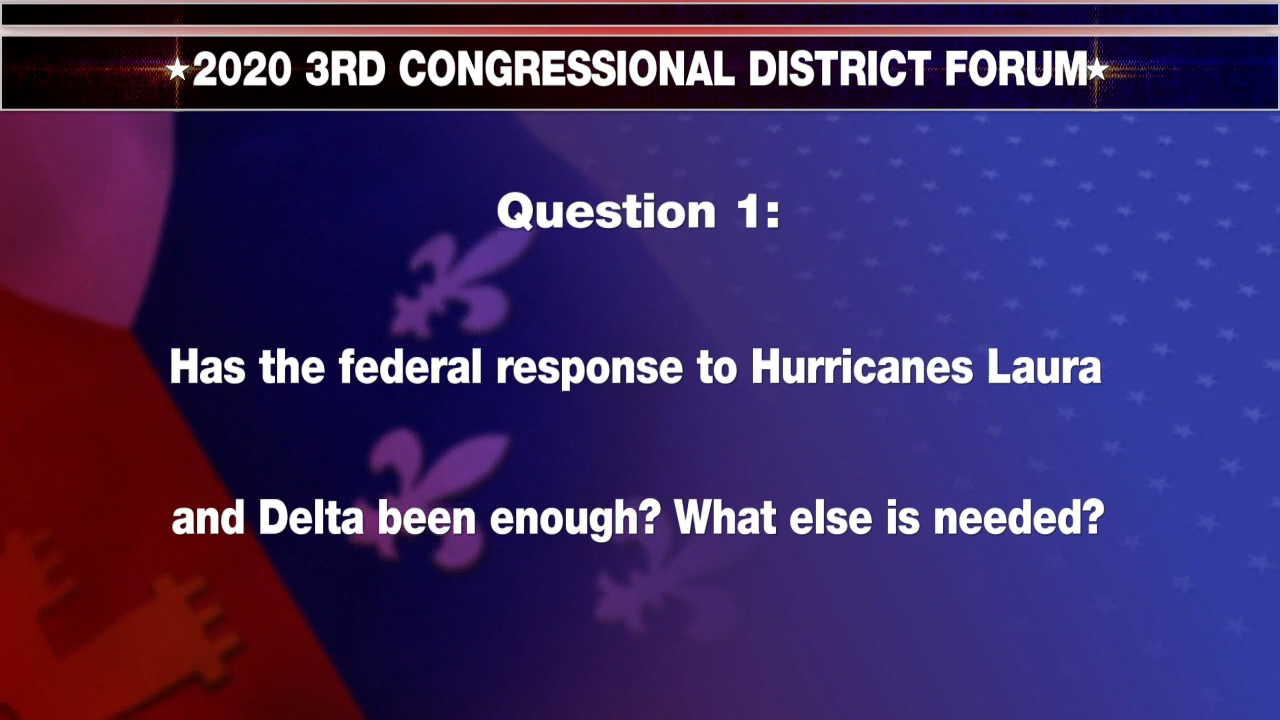 ★2020 3RD CONGRESSIONAL DISTRICT FORUM★
Question 1:
Has the federal response to Hurricanes Laura
and Delta been enough? What else is needed?